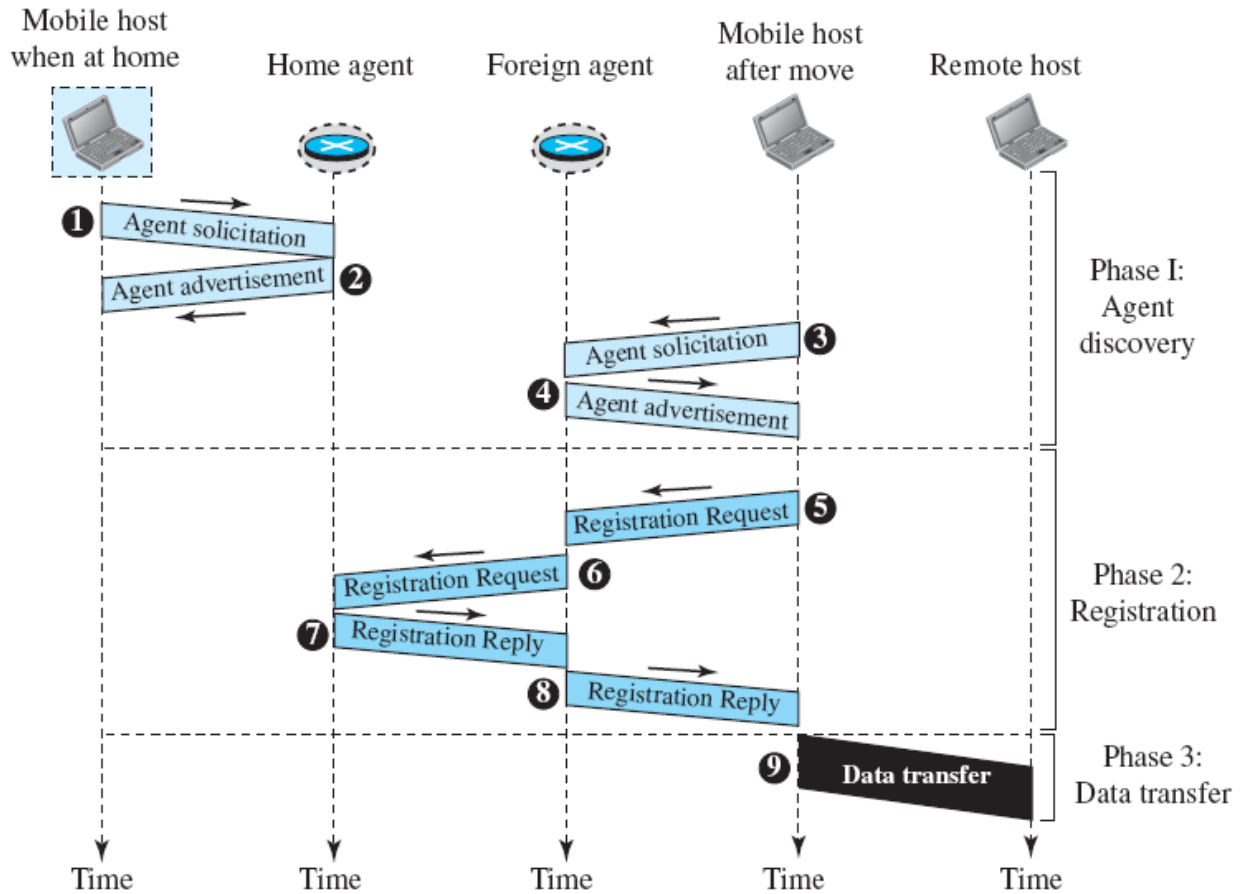 Mobile host
when at home
Home agent
Foreign agent
Mobile host
after move
Remote host
1
Agent solicitation
Agent advertisement
2
Agent solicitation
3
4
Agent advertisement
Phase I:
Agent
discovery
Registration Request
5
Registration Request
6
7
Registration Reply
8
Registration Reply
Phase 2:
Registration
9
Data transfer
Phase 3:
Data transfer
Time
Time
Time
Time
Time